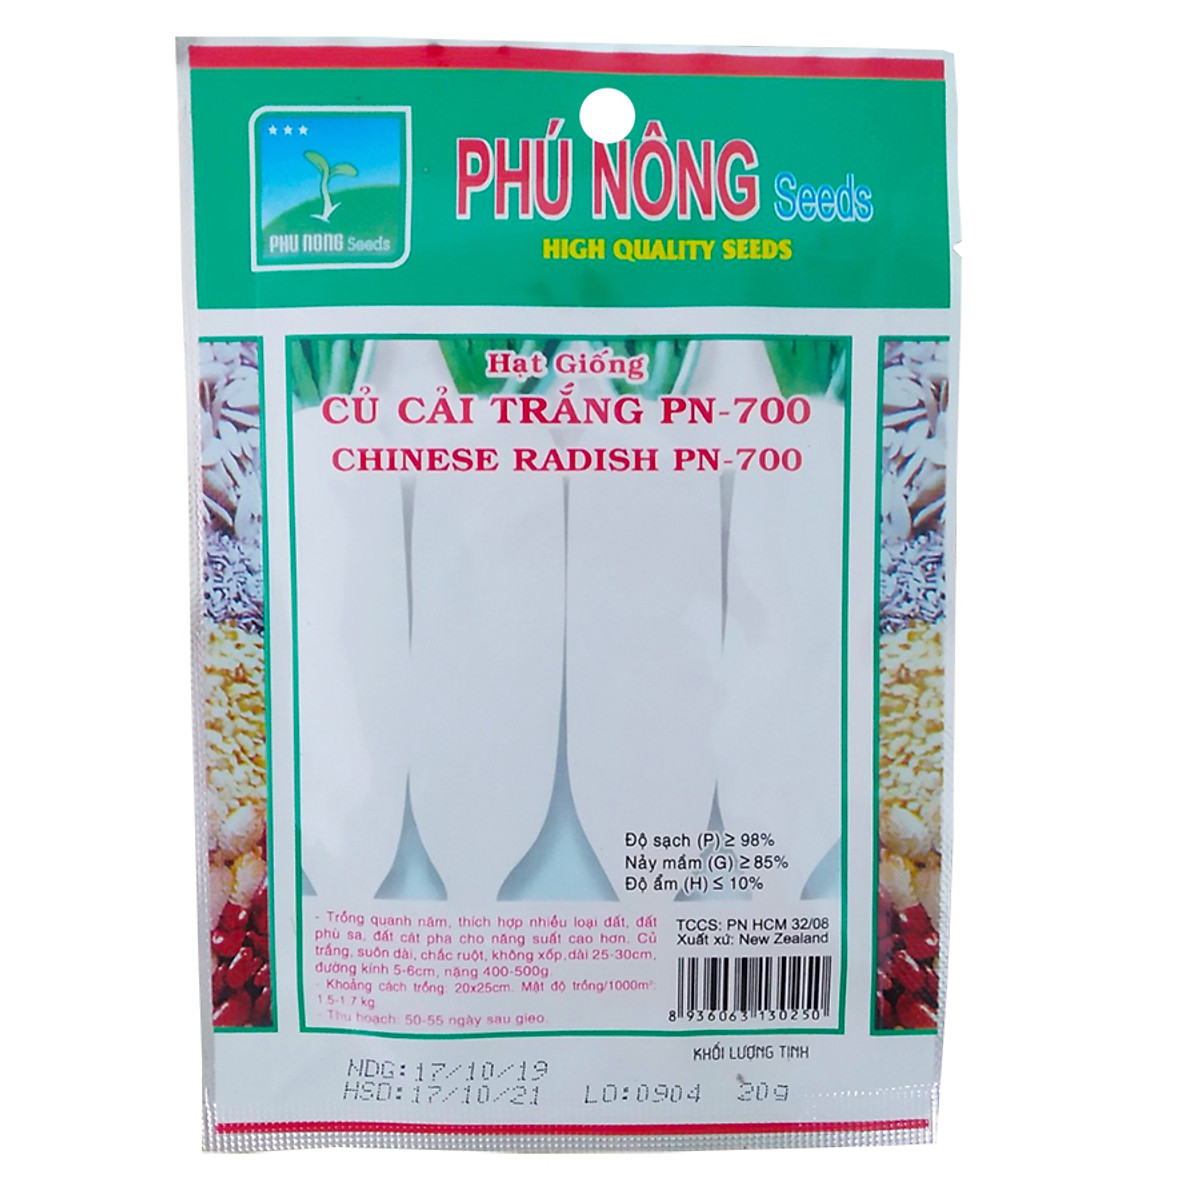 PHU NONG Seeds
PHÚ NÔNG Seeds
HIGH QUALITY SEEDS
Hạt Giống
CỦ CẢI TRẮNG PN-700
CHINESE RADISH PN-700
Độ sạch (P) ≥ 98%
Nảy mầm (G) ≥ 85%
Độ ẩm (H) ≤ 10%
- Trồng quanh năm, thích hợp nhiều loại đất, đất
phù sa, đất cát pha cho năng suất cao hơn. Củ
trắng, suôn dài, chắc ruột, không xốp,dài 25-30cm,
đường kính 5-6cm, nặng 400-500g.
- Khoảng cách trồng: 20x25cm. Mật độ trồng/1000m²:
1.5-1.7 kg.
- Thu hoạch: 50-55 ngày sau gieo.
TCCS: PN HCM 32/08
Xuất xứ: New Zealand
8 936063 130250
KHỐI LƯỢNG TỊNH
NDG:17/10/19
HSD:17/10/21 LO:0904 20g